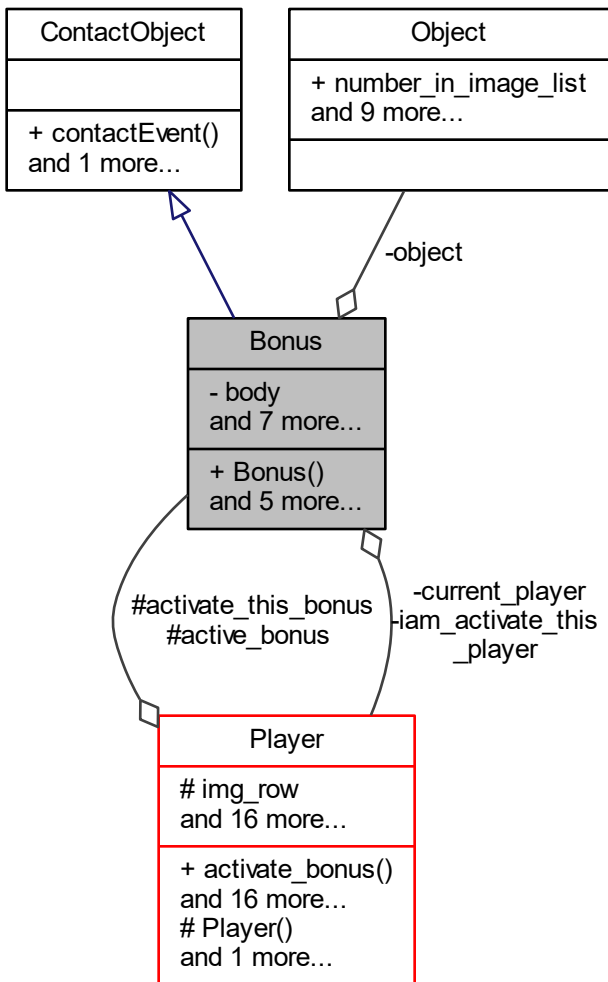 ContactObject
+ contactEvent()
and 1 more...
Object
+ number_in_image_list
and 9 more...
-object
Bonus
- body
and 7 more...
+ Bonus()
and 5 more...
#activate_this_bonus
#active_bonus
-current_player
-iam_activate_this
_player
Player
# img_row
and 16 more...
+ activate_bonus()
and 16 more...
# Player()
and 1 more...